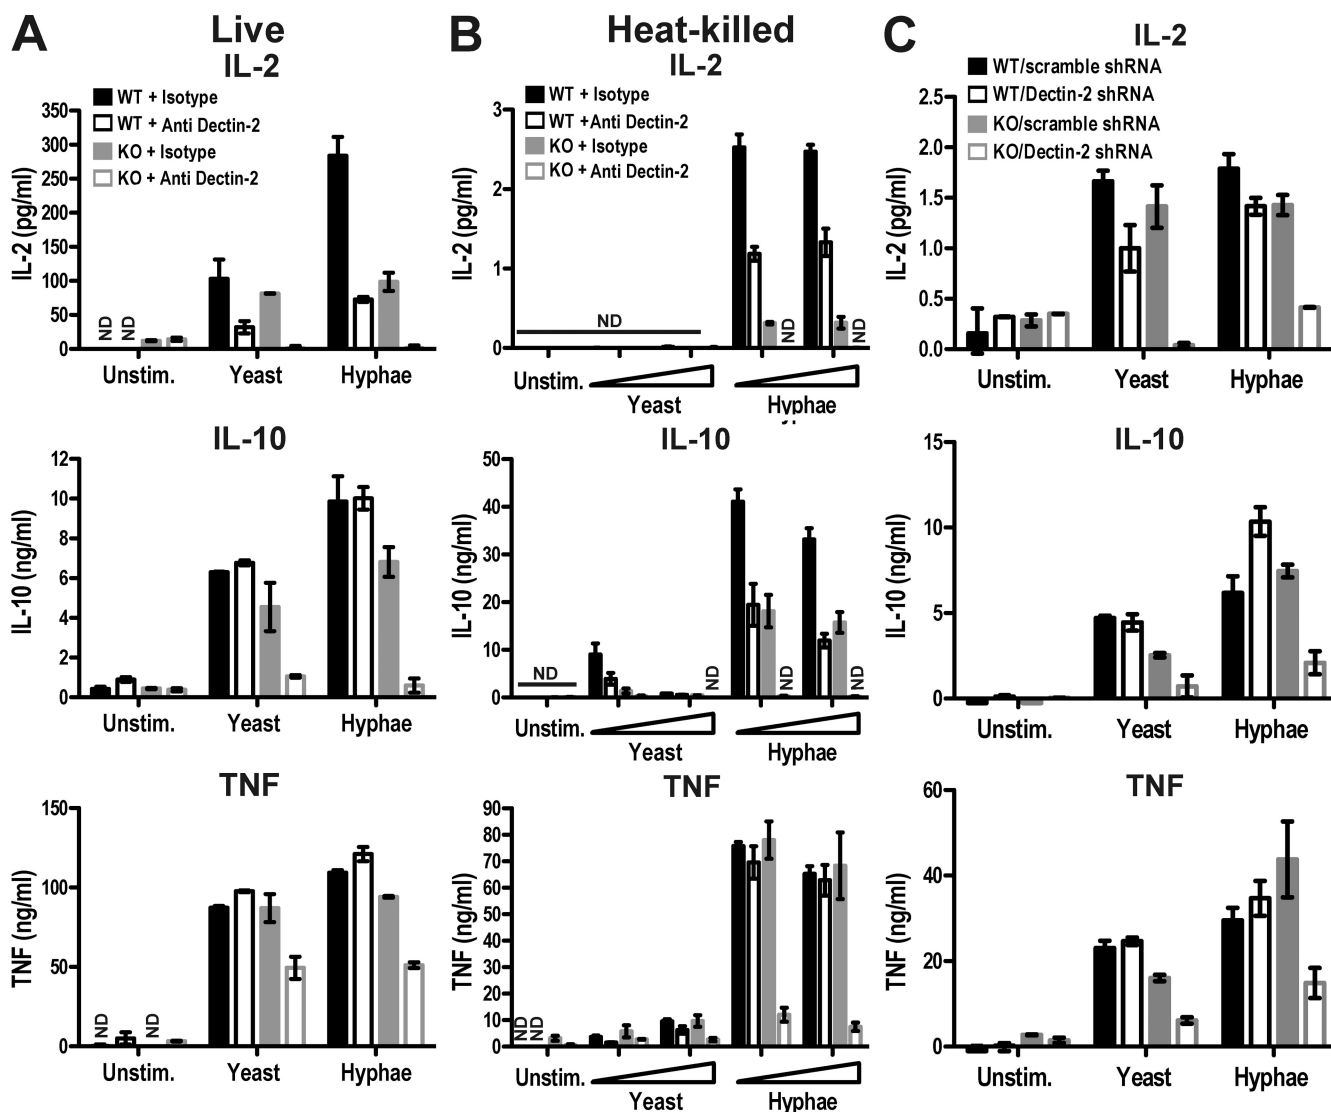 A Live
IL-2
WT + Isotype
WT + Anti Dectin-2
KO + Isotype
KO + Anti Dectin-2
IL-2 (pg/ml)
350
300
250
200
150
100
50
0
ND ND
Unstim. Yeast Hyphae
IL-10
IL-10 (ng/ml)
12
10
8
6
4
2
0
Unstim. Yeast Hyphae
TNF
TNF (ng/ml)
150
100
50
0
ND ND
Unstim. Yeast Hyphae
B Heat-killed
IL-2
WT + Isotype
WT + Anti Dectin-2
KO + Isotype
KO + Anti Dectin-2
IL-2 (pg/ml)
3
2
1
0
ND ND ND
Unstim.
Yeast Hyphae
IL-10
IL-10 (ng/ml)
50
40
30
20
10
0
ND ND ND ND
Unstim.
Yeast Hyphae
TNF
TNF (ng/ml)
90
80
70
60
50
40
30
20
10
0
ND ND
Unstim.
Yeast Hyphae
C
IL-2
WT/scramble shRNA
WT/Dectin-2 shRNA
KO/scramble shRNA
KO/Dectin-2 shRNA
IL-2 (pg/ml)
2.5
2.0
1.5
1.0
0.5
0.0
Unstim. Yeast Hyphae
IL-10
IL-10 (ng/ml)
15
10
5
0
Unstim. Yeast Hyphae
TNF
TNF (ng/ml)
60
40
20
0
Unstim. Yeast Hyphae